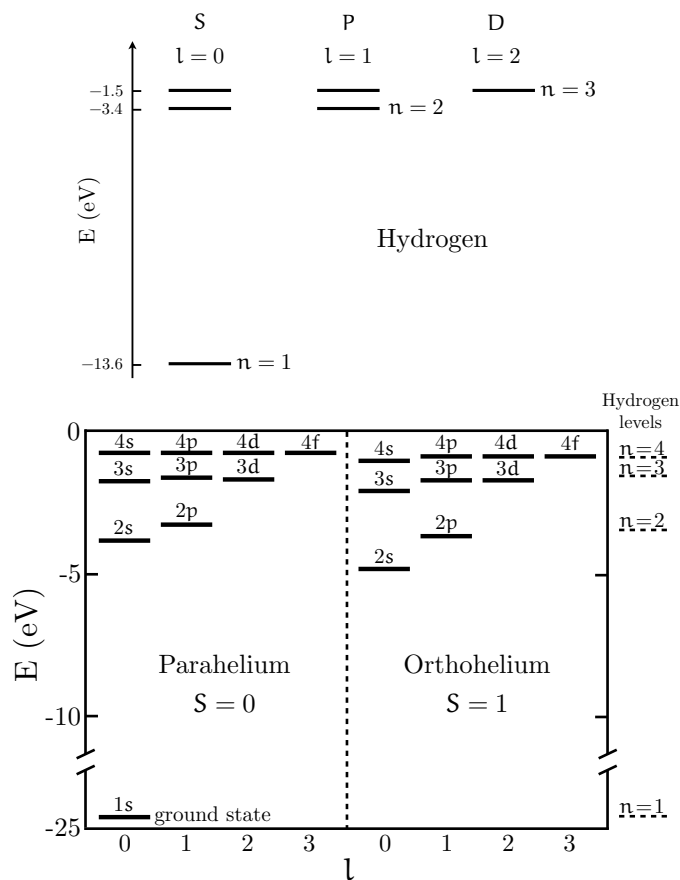 S P D
l = 0 l = 1 l = 2
−1.5 n = 3
−3.4 n = 2
E (eV)
Hydrogen
−13.6 n = 1
Hydrogen
levels
0
4s 4p 4d 4f 4s 4p 4d 4f n=4
3s 3p 3d 3s 3p 3d n=3
2s 2p 2s 2p n=2
-5
E (eV)
Parahelium Orthohelium
S = 0 S = 1
-10
1s ground state n=1
-25
0 1 2 3 0 1 2 3
l